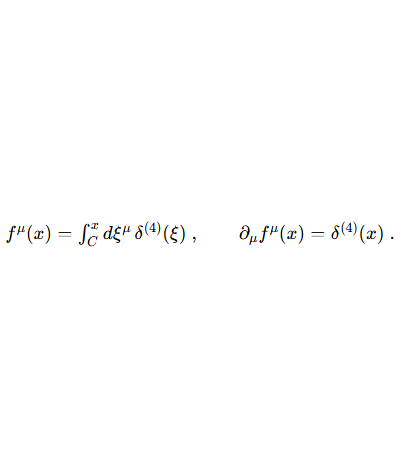 f^μ(x) = ∫_C^x dξ^μ δ^(4)(ξ) , ∂_μ f^μ(x) = δ^(4)(x) .